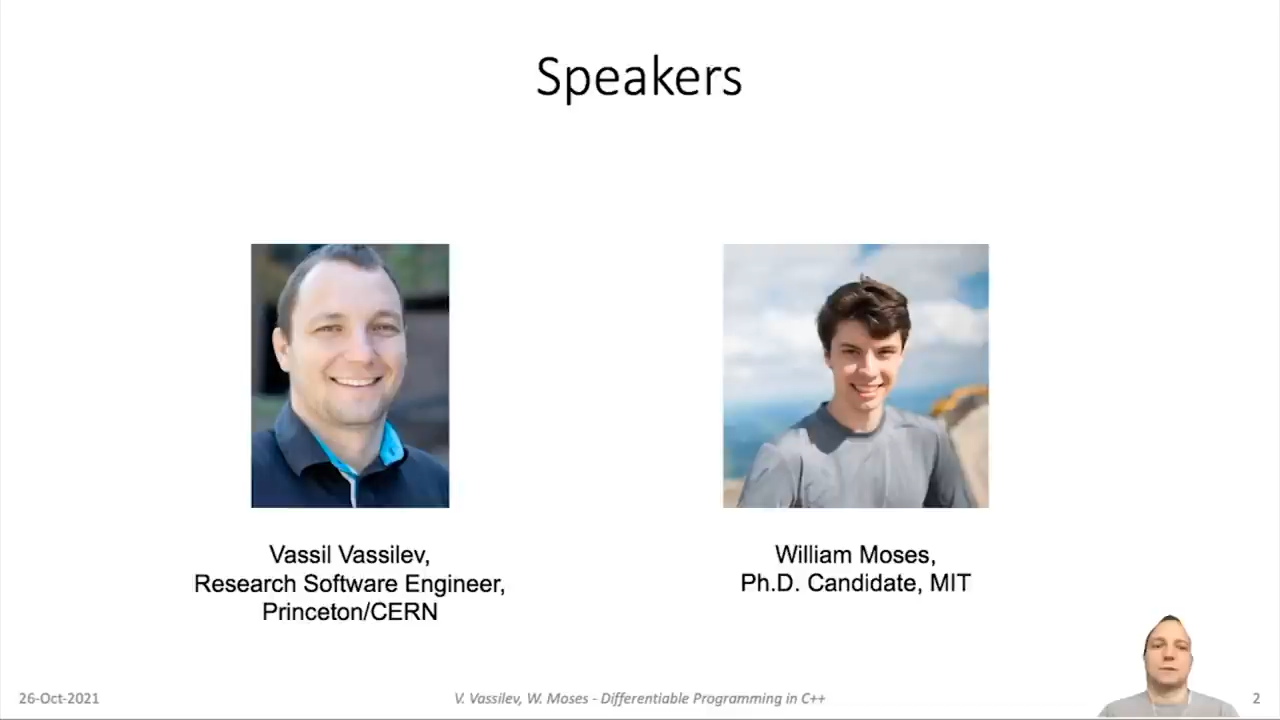 Speakers
Vassil Vassilev,
Research Software Engineer,
Princeton/CERN
William Moses,
Ph.D. Candidate, MIT
26-Oct-2021
V. Vassilev, W. Moses - Differentiable Programming in C++
2